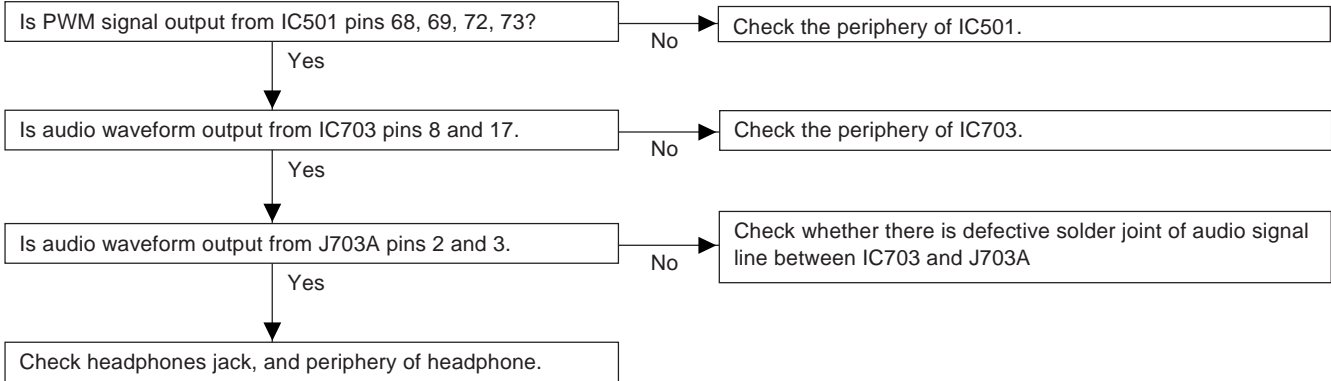 Is PWM signal output from IC501 pins 68, 69, 72, 73?
No
Check the periphery of IC501.
Yes
Is audio waveform output from IC703 pins 8 and 17.
No
Check the periphery of IC703.
Yes
Is audio waveform output from J703A pins 2 and 3.
No
Check whether there is defective solder joint of audio signal
line between IC703 and J703A
Yes
Check headphones jack, and periphery of headphone.